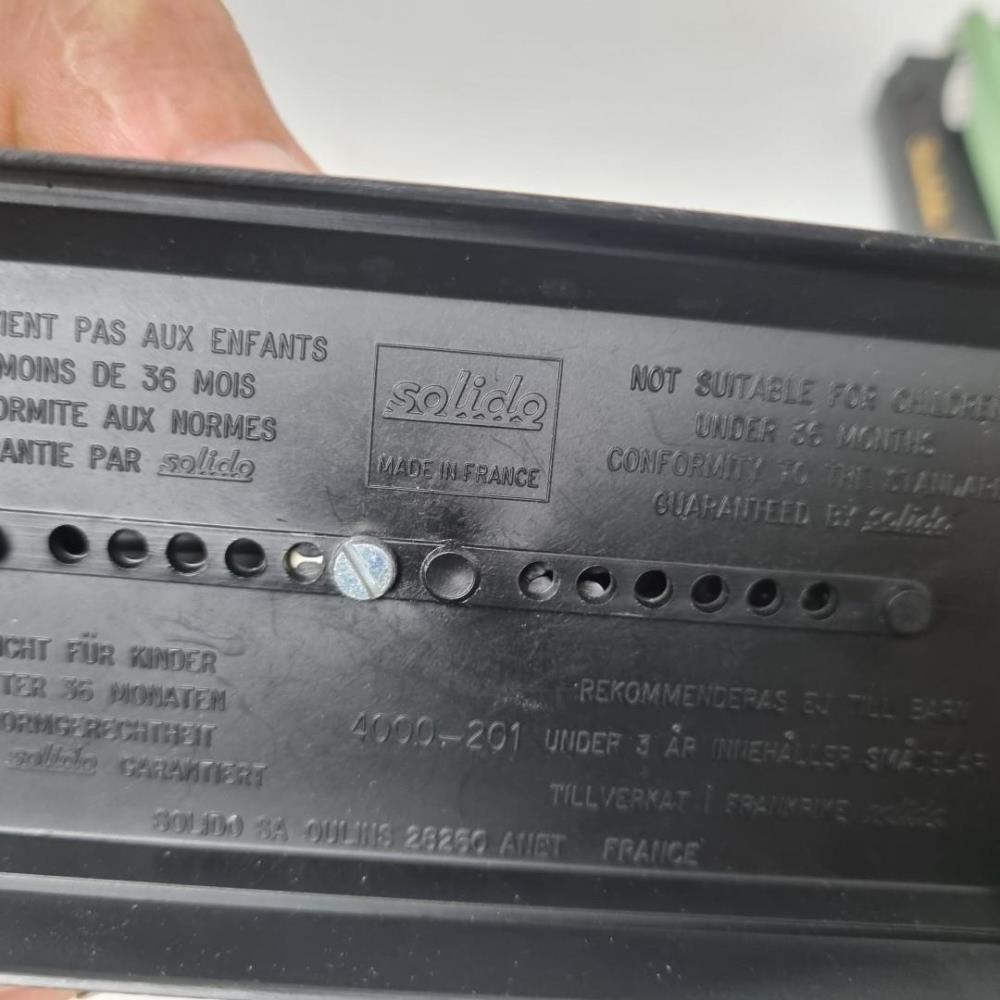 MENT PAS AUX ENFANTS
MOINS DE 36 MOIS
ORMITE AUX NORMES
ANTIE PAR solido
solido
MADE IN FRANCE
NOT SUITABLE FOR CHILDREN
UNDER 36 MONTHS
CONFORMITY TO THE STANDAR
GUARANTEED BY solido
ICHT FÜR KINDER
TER 36 MONATEN
ORMGERECHTHEIT
solido GARANTIERT
4000-201
REKOMMENDERAS EJ TILL BARN
UNDER 3 ÅR INNEHÅLLER SMÅDELAR
TILLVERKAT I FRANKRIKE solido
SOLIDO SA OULINS 28260 ANET FRANCE